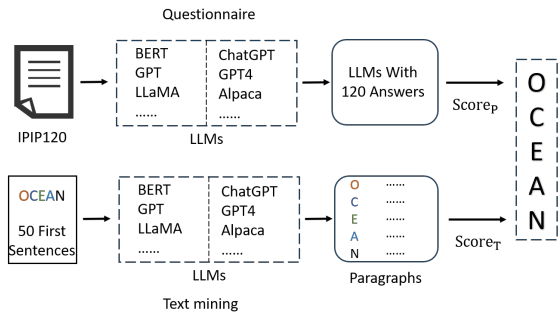 Questionnaire
IPIP120
BERT
GPT
LLaMA
......
ChatGPT
GPT4
Alpaca
......
LLMs
LLMs With
120 Answers
Score_P
O
C
E
A
N
OCEAN
50 First
Sentences
BERT
GPT
LLaMA
......
ChatGPT
GPT4
Alpaca
......
LLMs
O ......
C ......
E ......
A ......
N ......
Paragraphs
Score_T
Text mining